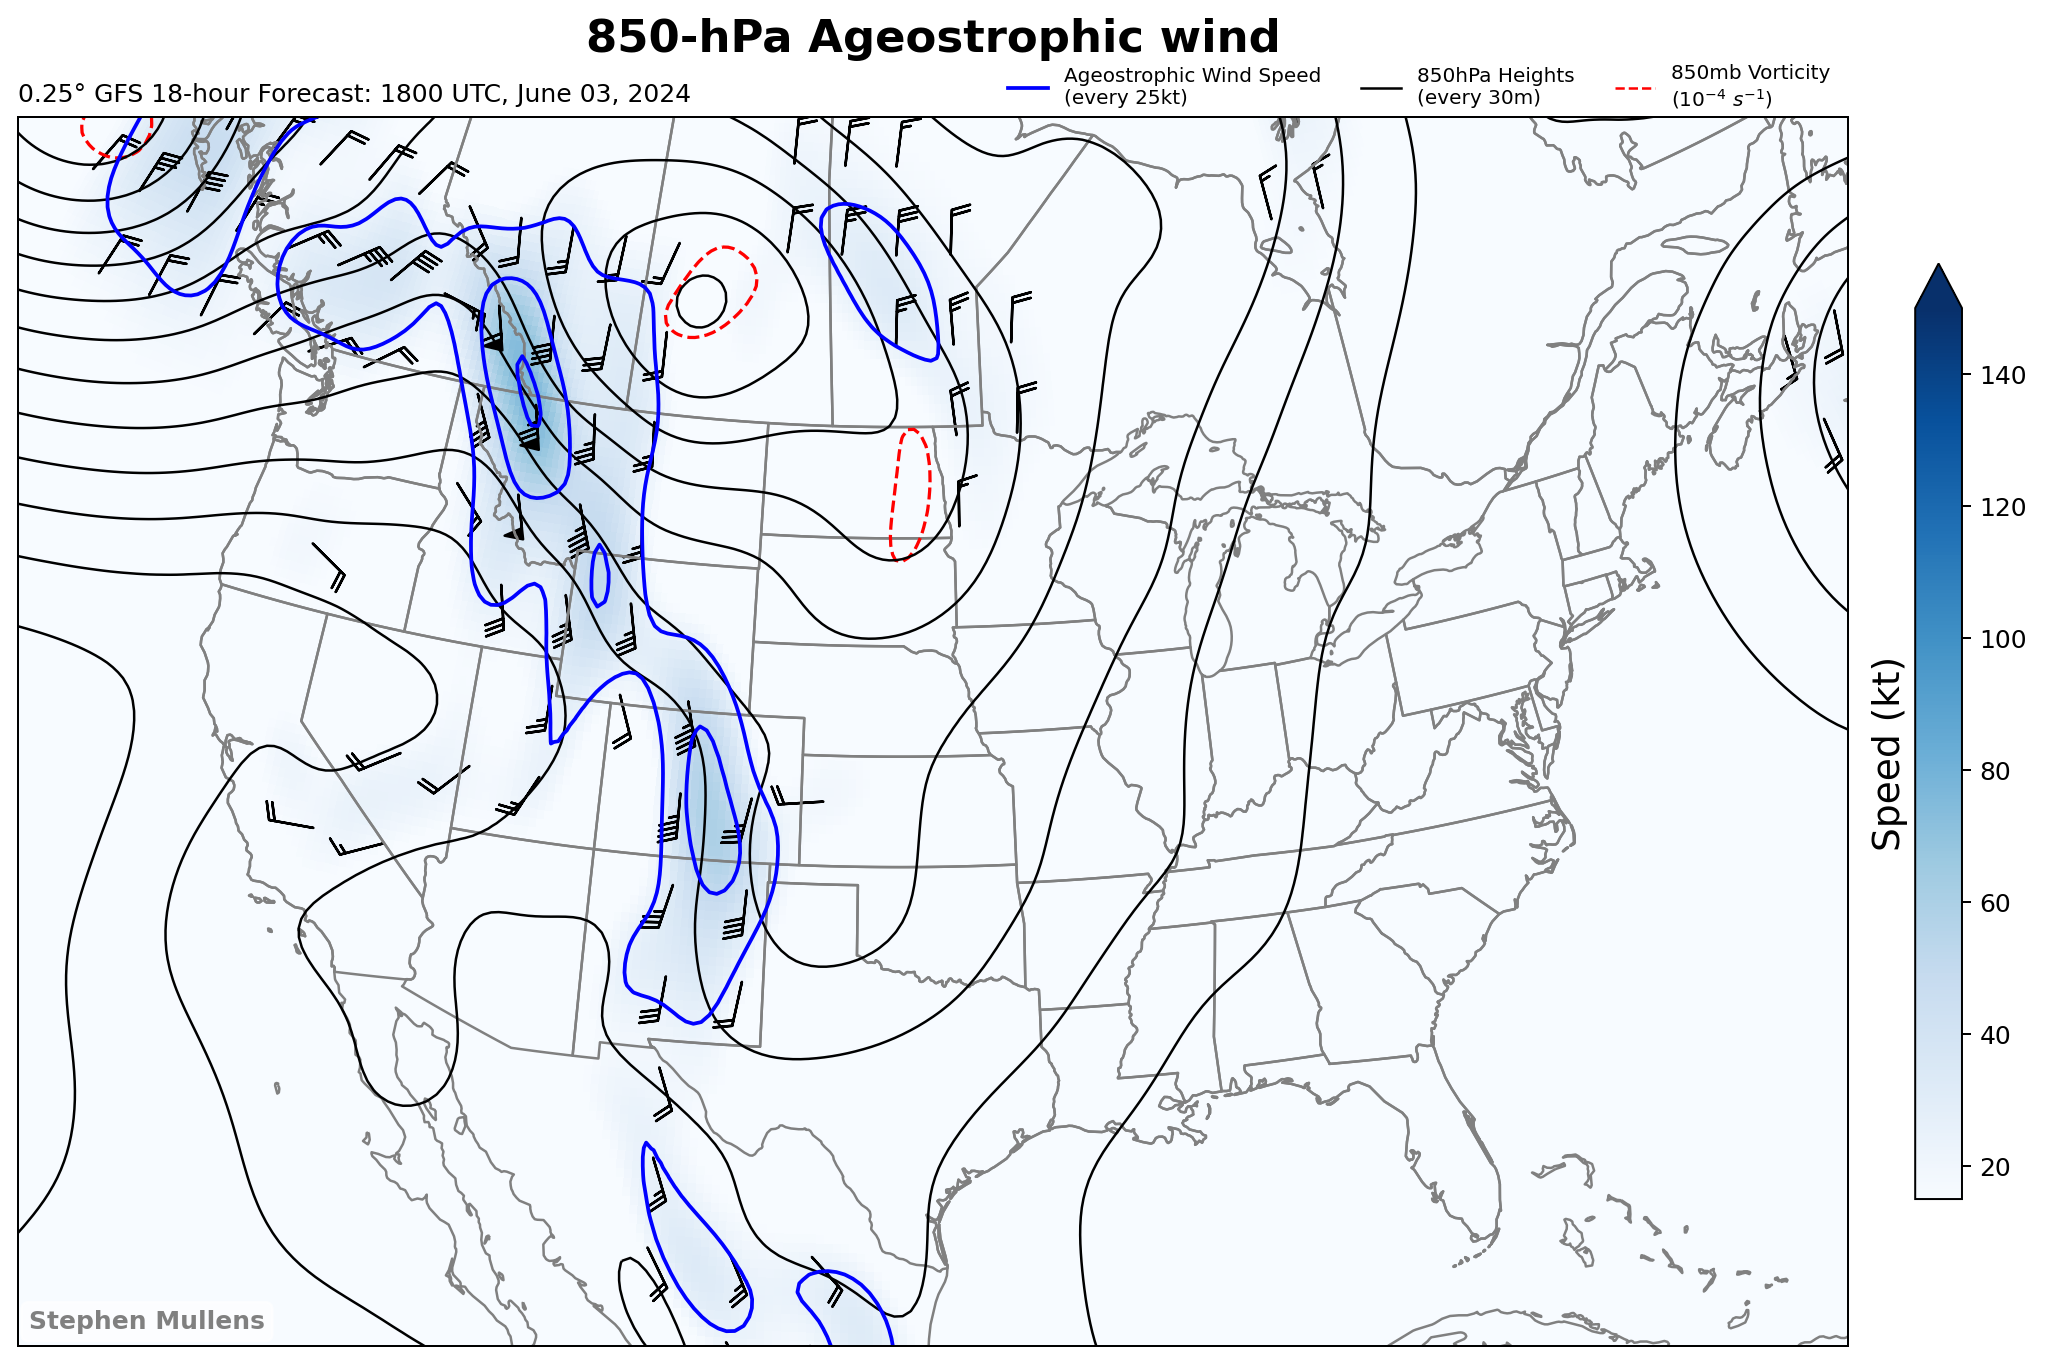 850-hPa Ageostrophic wind
0.25° GFS 18-hour Forecast: 1800 UTC, June 03, 2024
Ageostrophic Wind Speed
(every 25kt)
850hPa Heights
(every 30m)
850mb Vorticity
(10⁻⁴ s⁻¹)
140
120
100
80
60
40
20
Speed (kt)
Stephen Mullens